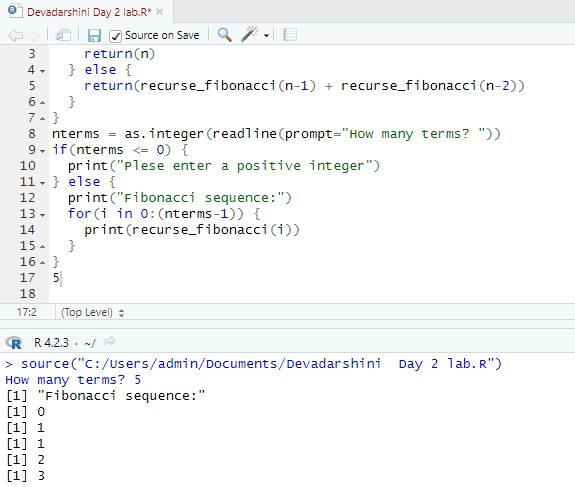 Devadarshini Day 2 lab.R*
Source on Save
3 return(n)
4 } else {
5 return(recurse_fibonacci(n-1) + recurse_fibonacci(n-2))
6 }
7 }
8 nterms = as.integer(readline(prompt="How many terms? "))
9 if(nterms <= 0) {
10 print("Plese enter a positive integer")
11 } else {
12 print("Fibonacci sequence:")
13 for(i in 0:(nterms-1)) {
14 print(recurse_fibonacci(i))
15 }
16 }
17 5
18
17:2 (Top Level)
R R 4.2.3 · ~/
> source("C:/Users/admin/Documents/Devadarshini  Day 2 lab.R")
How many terms? 5
[1] "Fibonacci sequence:"
[1] 0
[1] 1
[1] 1
[1] 2
[1] 3